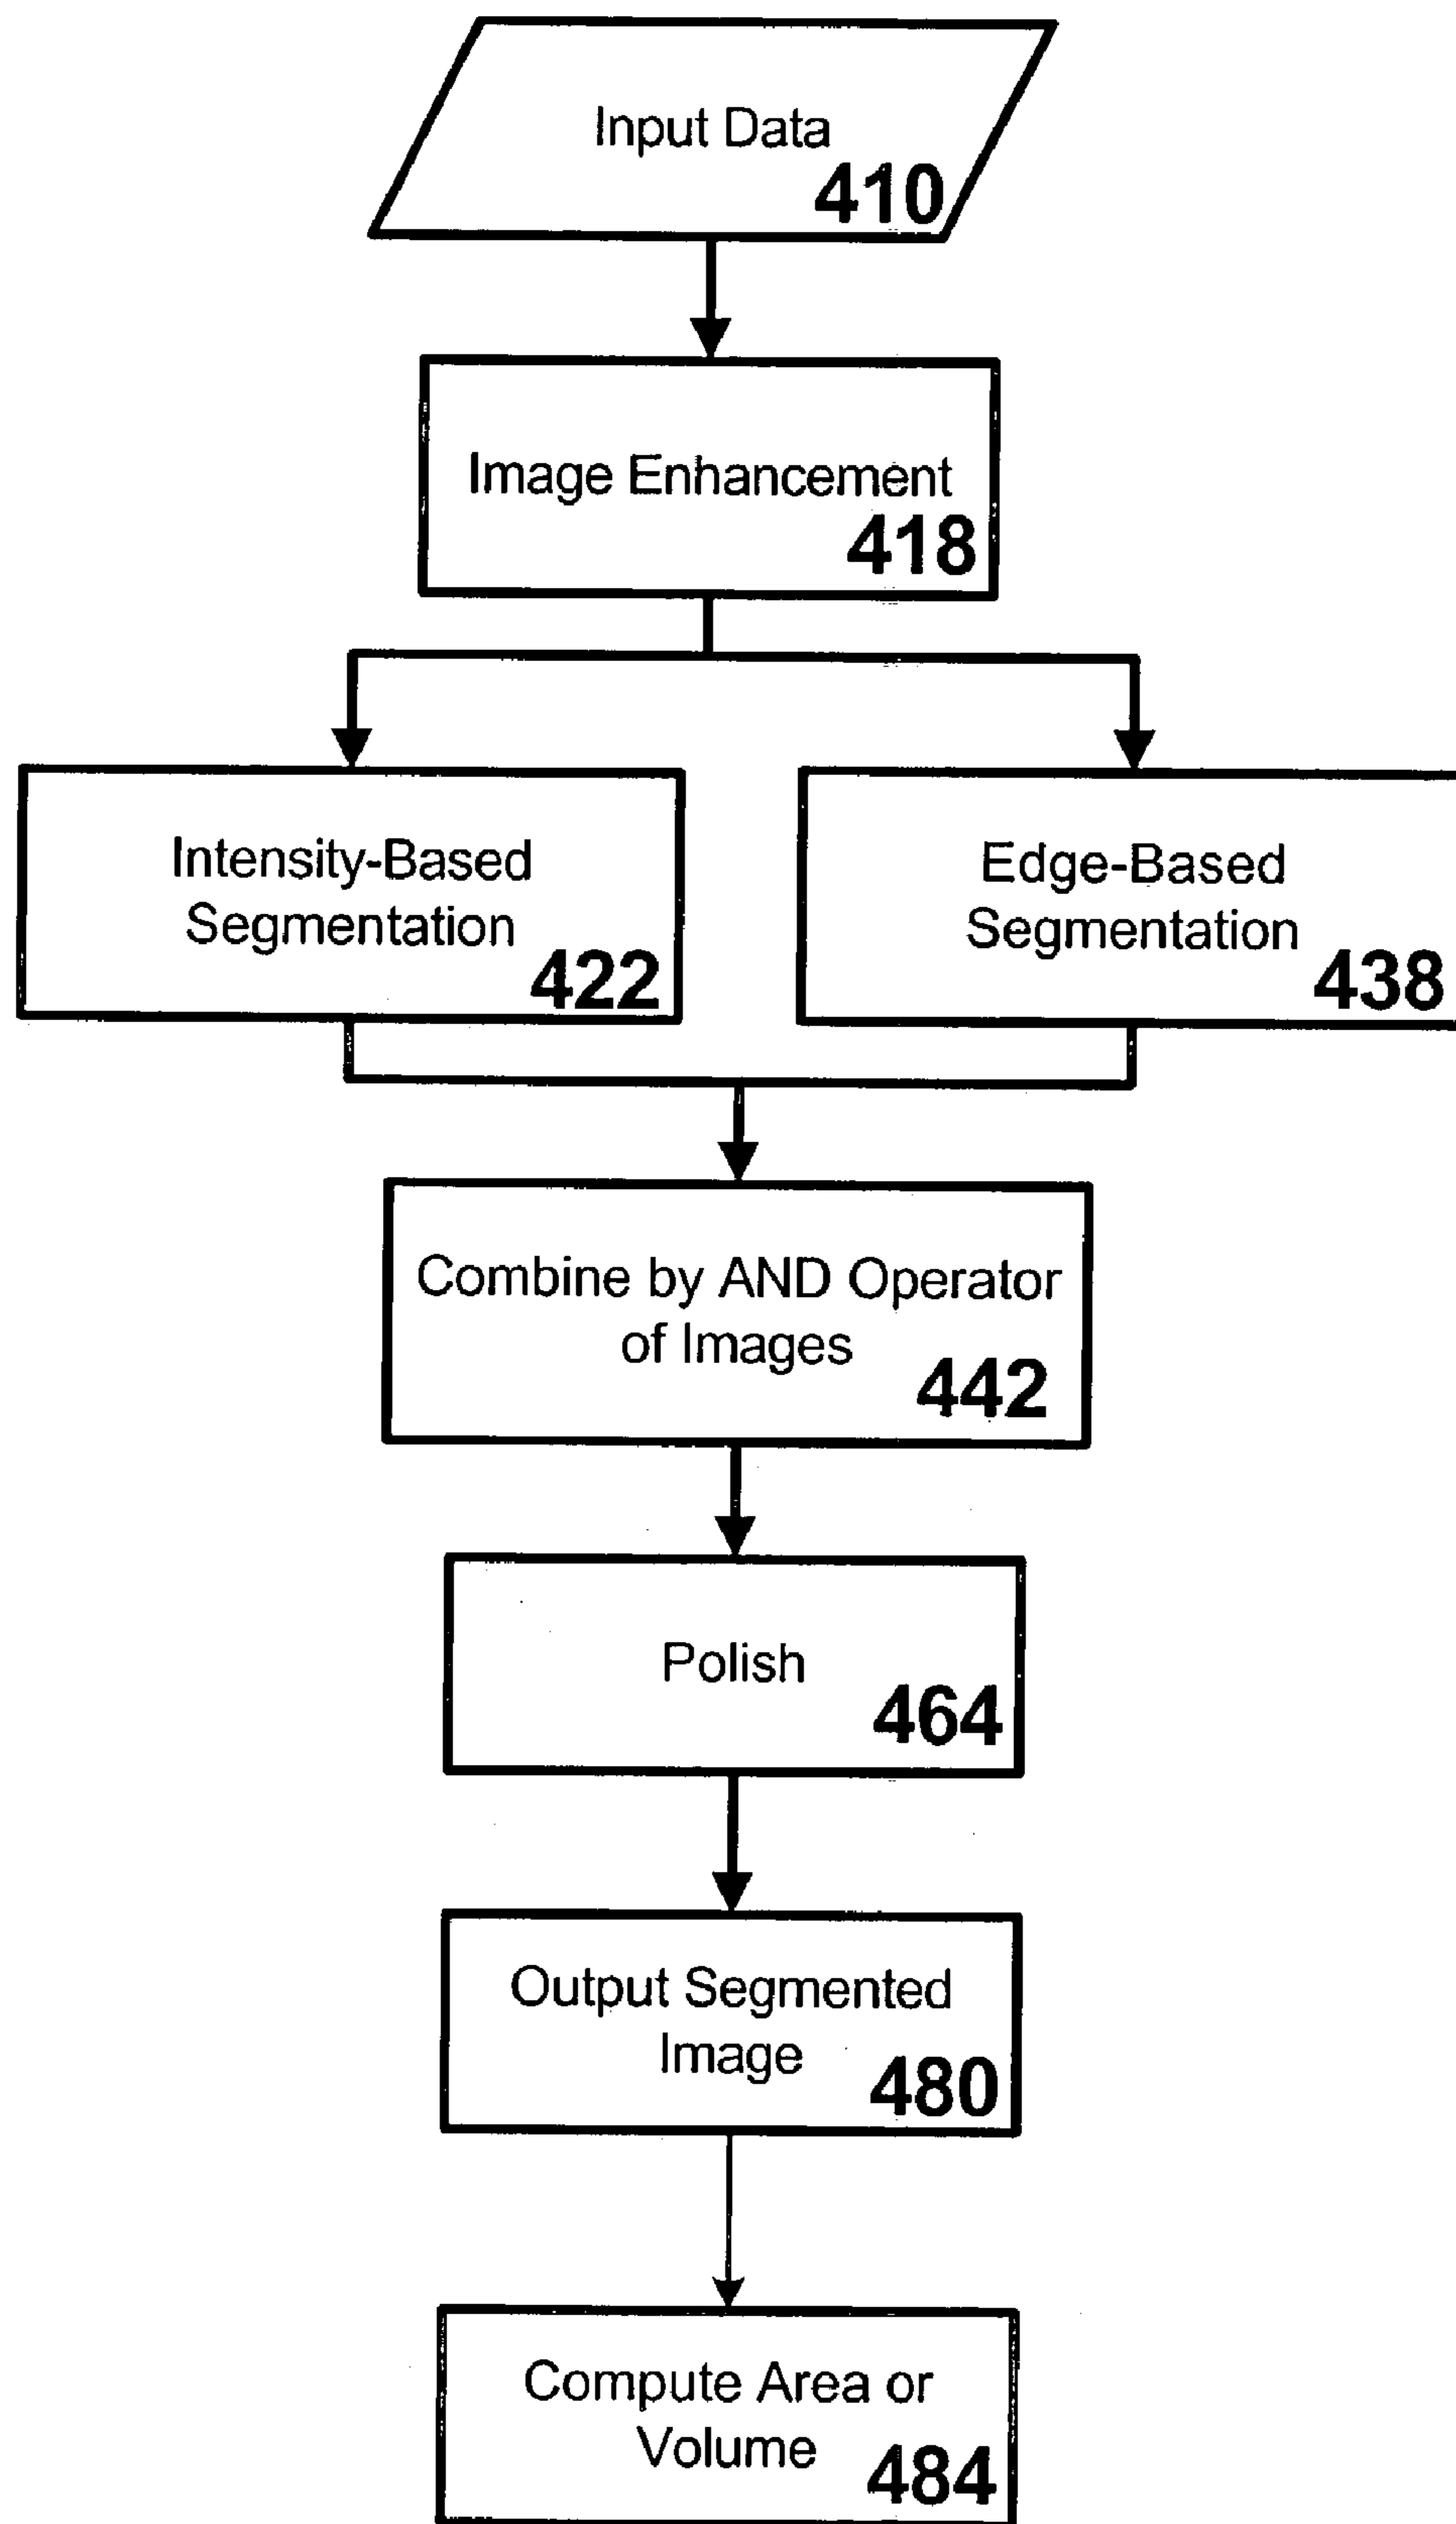 Input Data
410
Image Enhancement
418
Intensity-Based
Segmentation
422
Edge-Based
Segmentation
438
Combine by AND Operator
of Images
442
Polish
464
Output Segmented
Image
480
Compute Area or
Volume
484